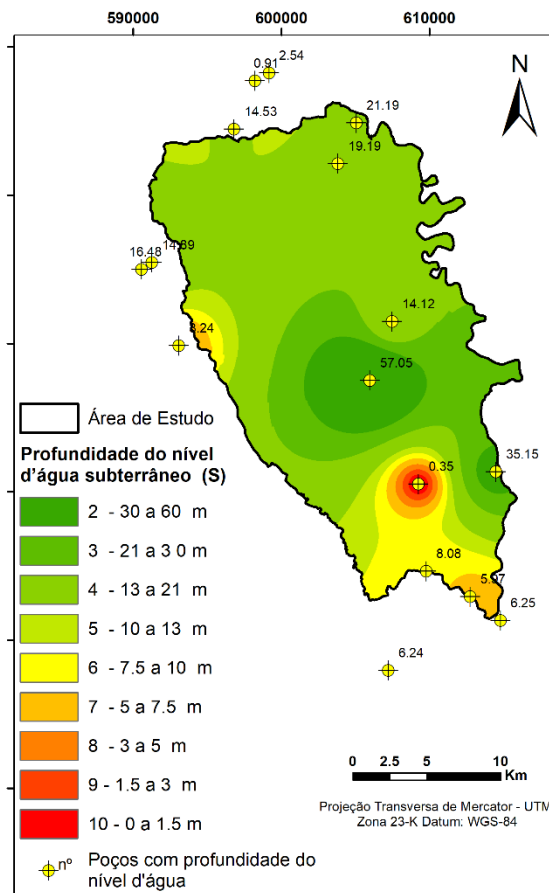 590000
600000
610000
N
0.91
2.54
14.53
21.19
19.19
16.48
14.89
14.12
57.05
35.15
0.35
8.08
5.97
6.25
6.24
Área de Estudo
Profundidade do nível
d'água subterrâneo (S)
2 - 30 a 60 m
3 - 21 a 3 0 m
4 - 13 a 21 m
5 - 10 a 13 m
6 - 7.5 a 10 m
7 - 5 a 7.5 m
8 - 3 a 5 m
9 - 1.5 a 3 m
10 - 0 a 1.5 m
nº Poços com profundidade do
nível d'água
0 2.5 5 10
Km
Projeção Transversa de Mercator - UTM
Zona 23-K Datum: WGS-84